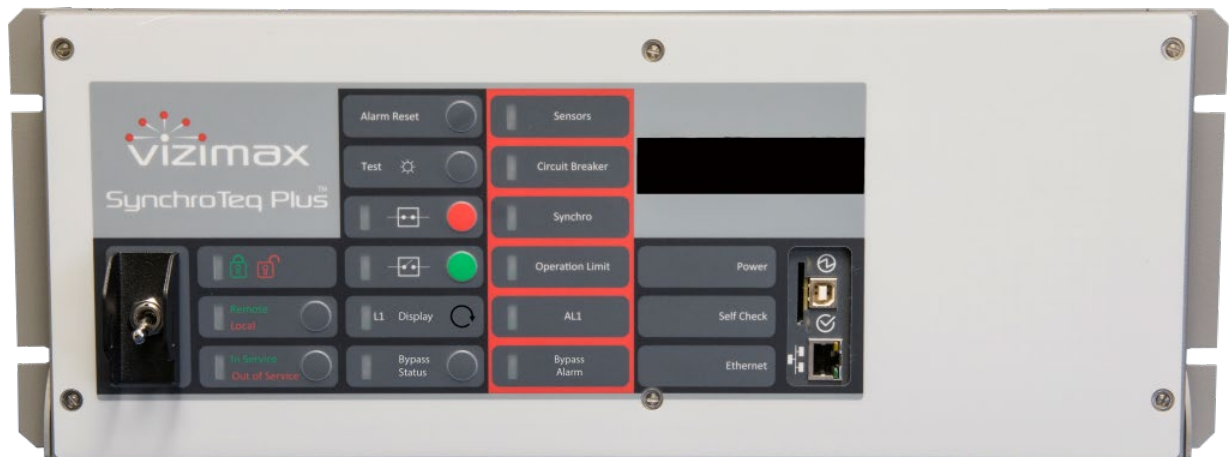 vizimax
SynchroTeq Plus™
Alarm Reset
Test
L1 Display
Bypass
Status
Remote
Local
In Service
Out of Service
Sensors
Circuit Breaker
Synchro
Operation Limit
AL1
Bypass
Alarm
Power
Self Check
Ethernet